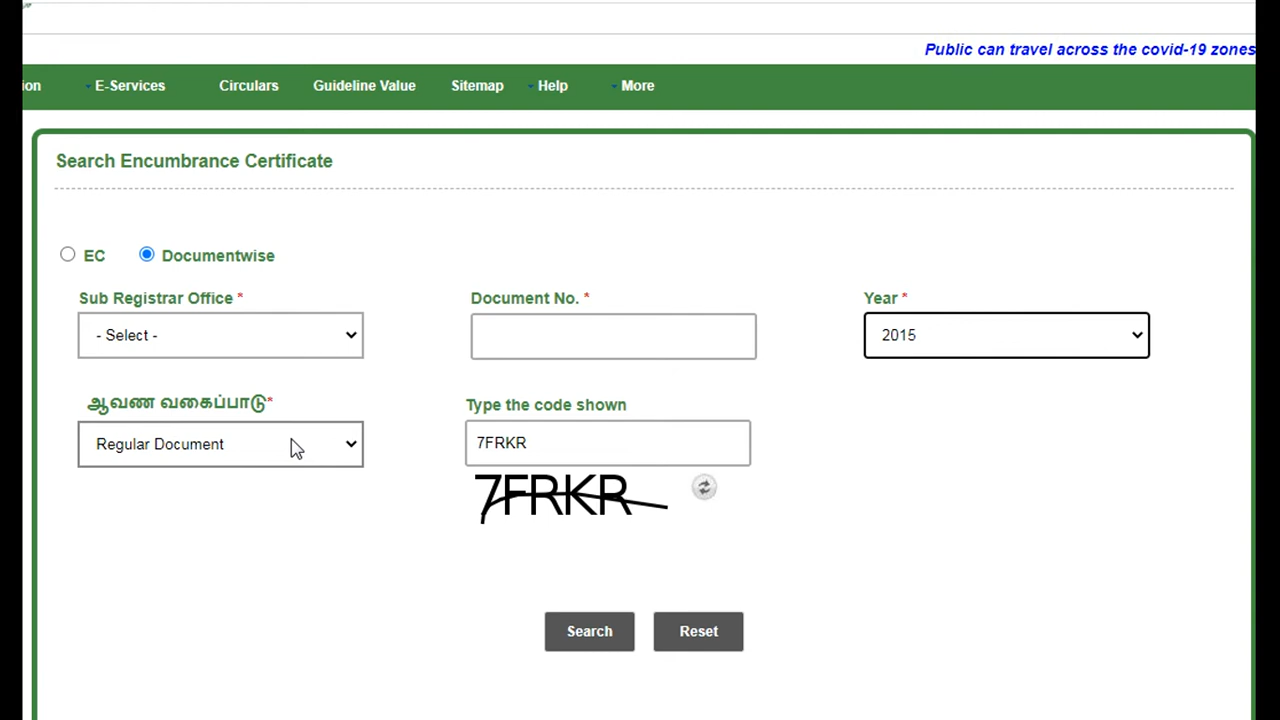 Public can travel across the covid-19 zones
ion E-Services Circulars Guideline Value Sitemap Help More
Search Encumbrance Certificate
EC Documentwise
Sub Registrar Office * Document No. * Year *
- Select - 2015
ஆவண வகைப்பாடு* Type the code shown
Regular Document 7FRKR
7FRKR
Search Reset